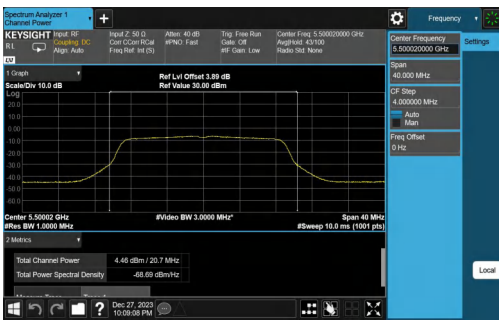 Spectrum Analyzer 1
Channel Power
+
Frequency
KEYSIGHT
RL
LXI
Input: RF
Coupling: DC
Align: Auto
Input Z: 50 Ω
Corr CCorr RCal
Freq Ref: Int (S)
Atten: 40 dB
#PNO: Fast
Trig: Free Run
Gate: Off
#IF Gain: Low
Center Freq: 5.500020000 GHz
Avg|Hold: 43/100
Radio Std: None
Center Frequency
5.500020000 GHz
Settings
Span
40.000 MHz
CF Step
4.000000 MHz
Auto
Man
Freq Offset
0 Hz
Local
1 Graph
Scale/Div 10.0 dB
Ref Lvl Offset 3.89 dB
Ref Value 30.00 dBm
Log
20.0
10.0
0.00
-10.0
-20.0
-30.0
-40.0
-50.0
-60.0
Center 5.50002 GHz
#Video BW 3.0000 MHz*
Span 40 MHz
#Res BW 1.0000 MHz
#Sweep 10.0 ms (1001 pts)
2 Metrics
Total Channel Power 4.46 dBm / 20.7 MHz
Total Power Spectral Density -68.69 dBm/Hz
?
Dec 27, 2023
10:09:08 PM